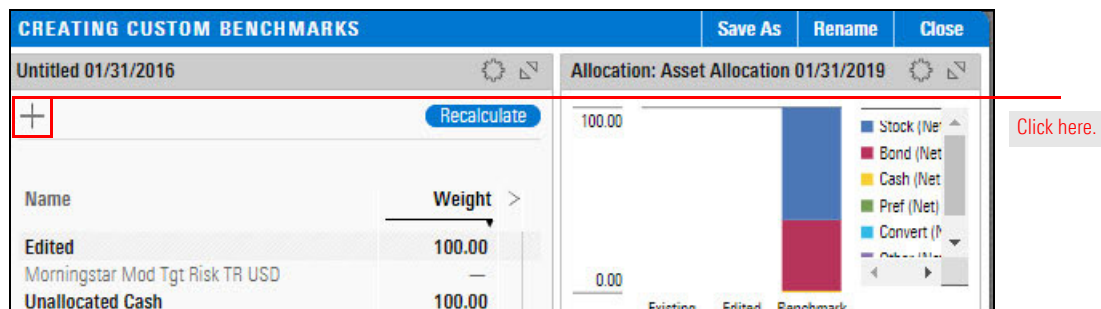 CREATING CUSTOM BENCHMARKS Save As Rename Close
Untitled 01/31/2016
Allocation: Asset Allocation 01/31/2019
Recalculate
Click here.
Name Weight >
Edited 100.00
Morningstar Mod Tgt Risk TR USD —
Unallocated Cash 100.00
100.00
0.00
Existing Edited Benchmark
Stock (Net
Bond (Net
Cash (Net
Pref (Net)
Convert (N